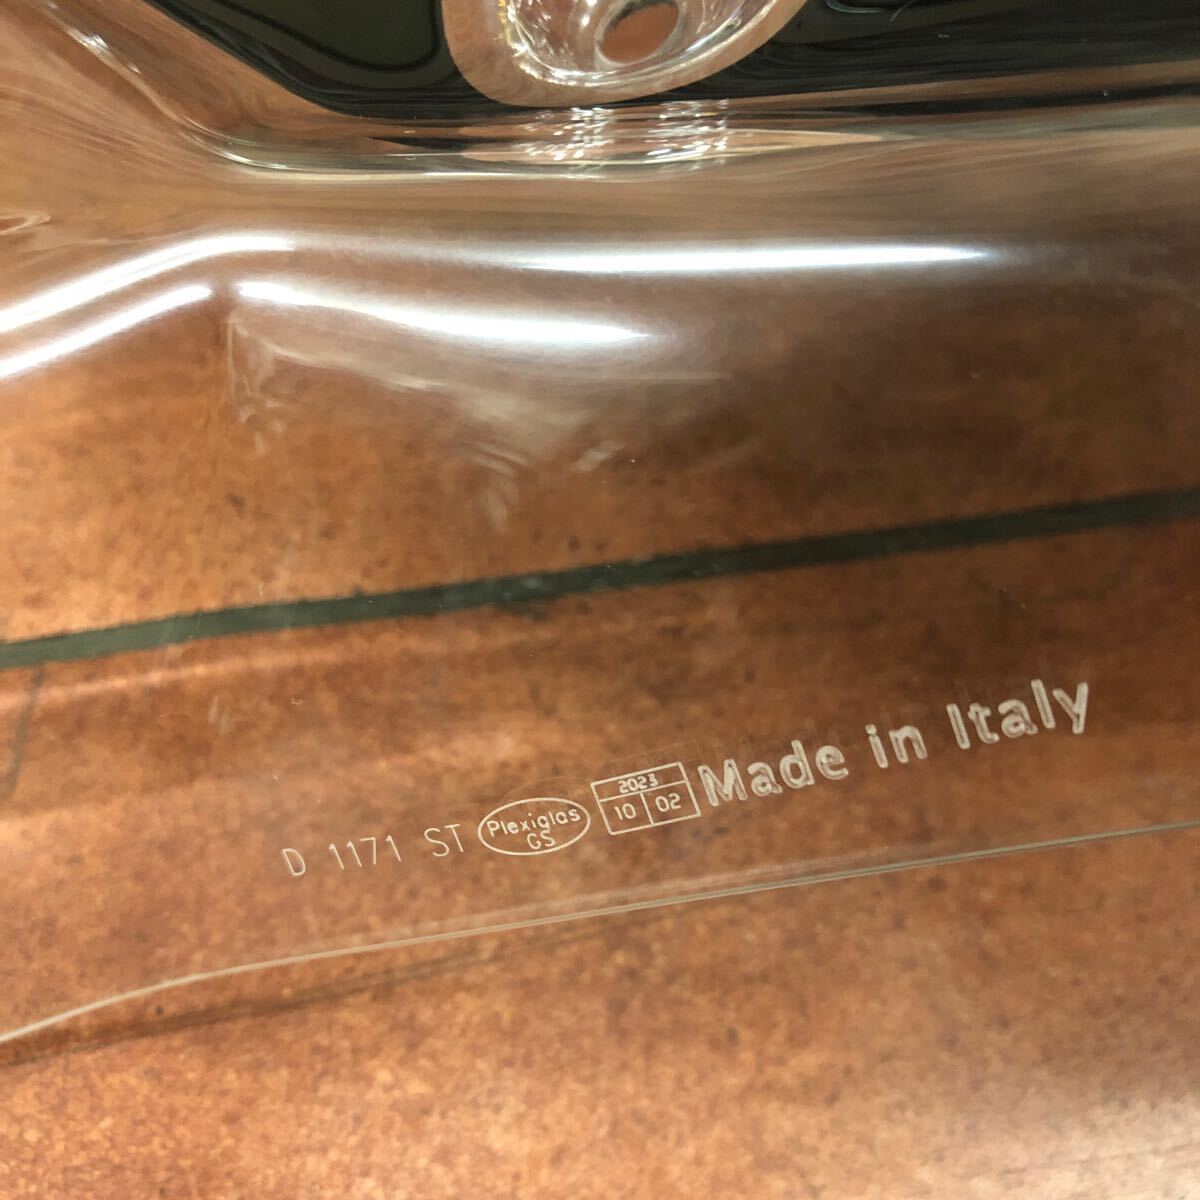 D 1171 ST
Plexiglas
GS
2023
10 02
Made in Italy